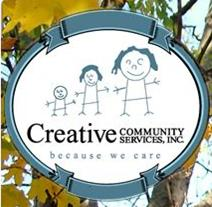 Creative COMMUNITY SERVICES, INC.
because we care